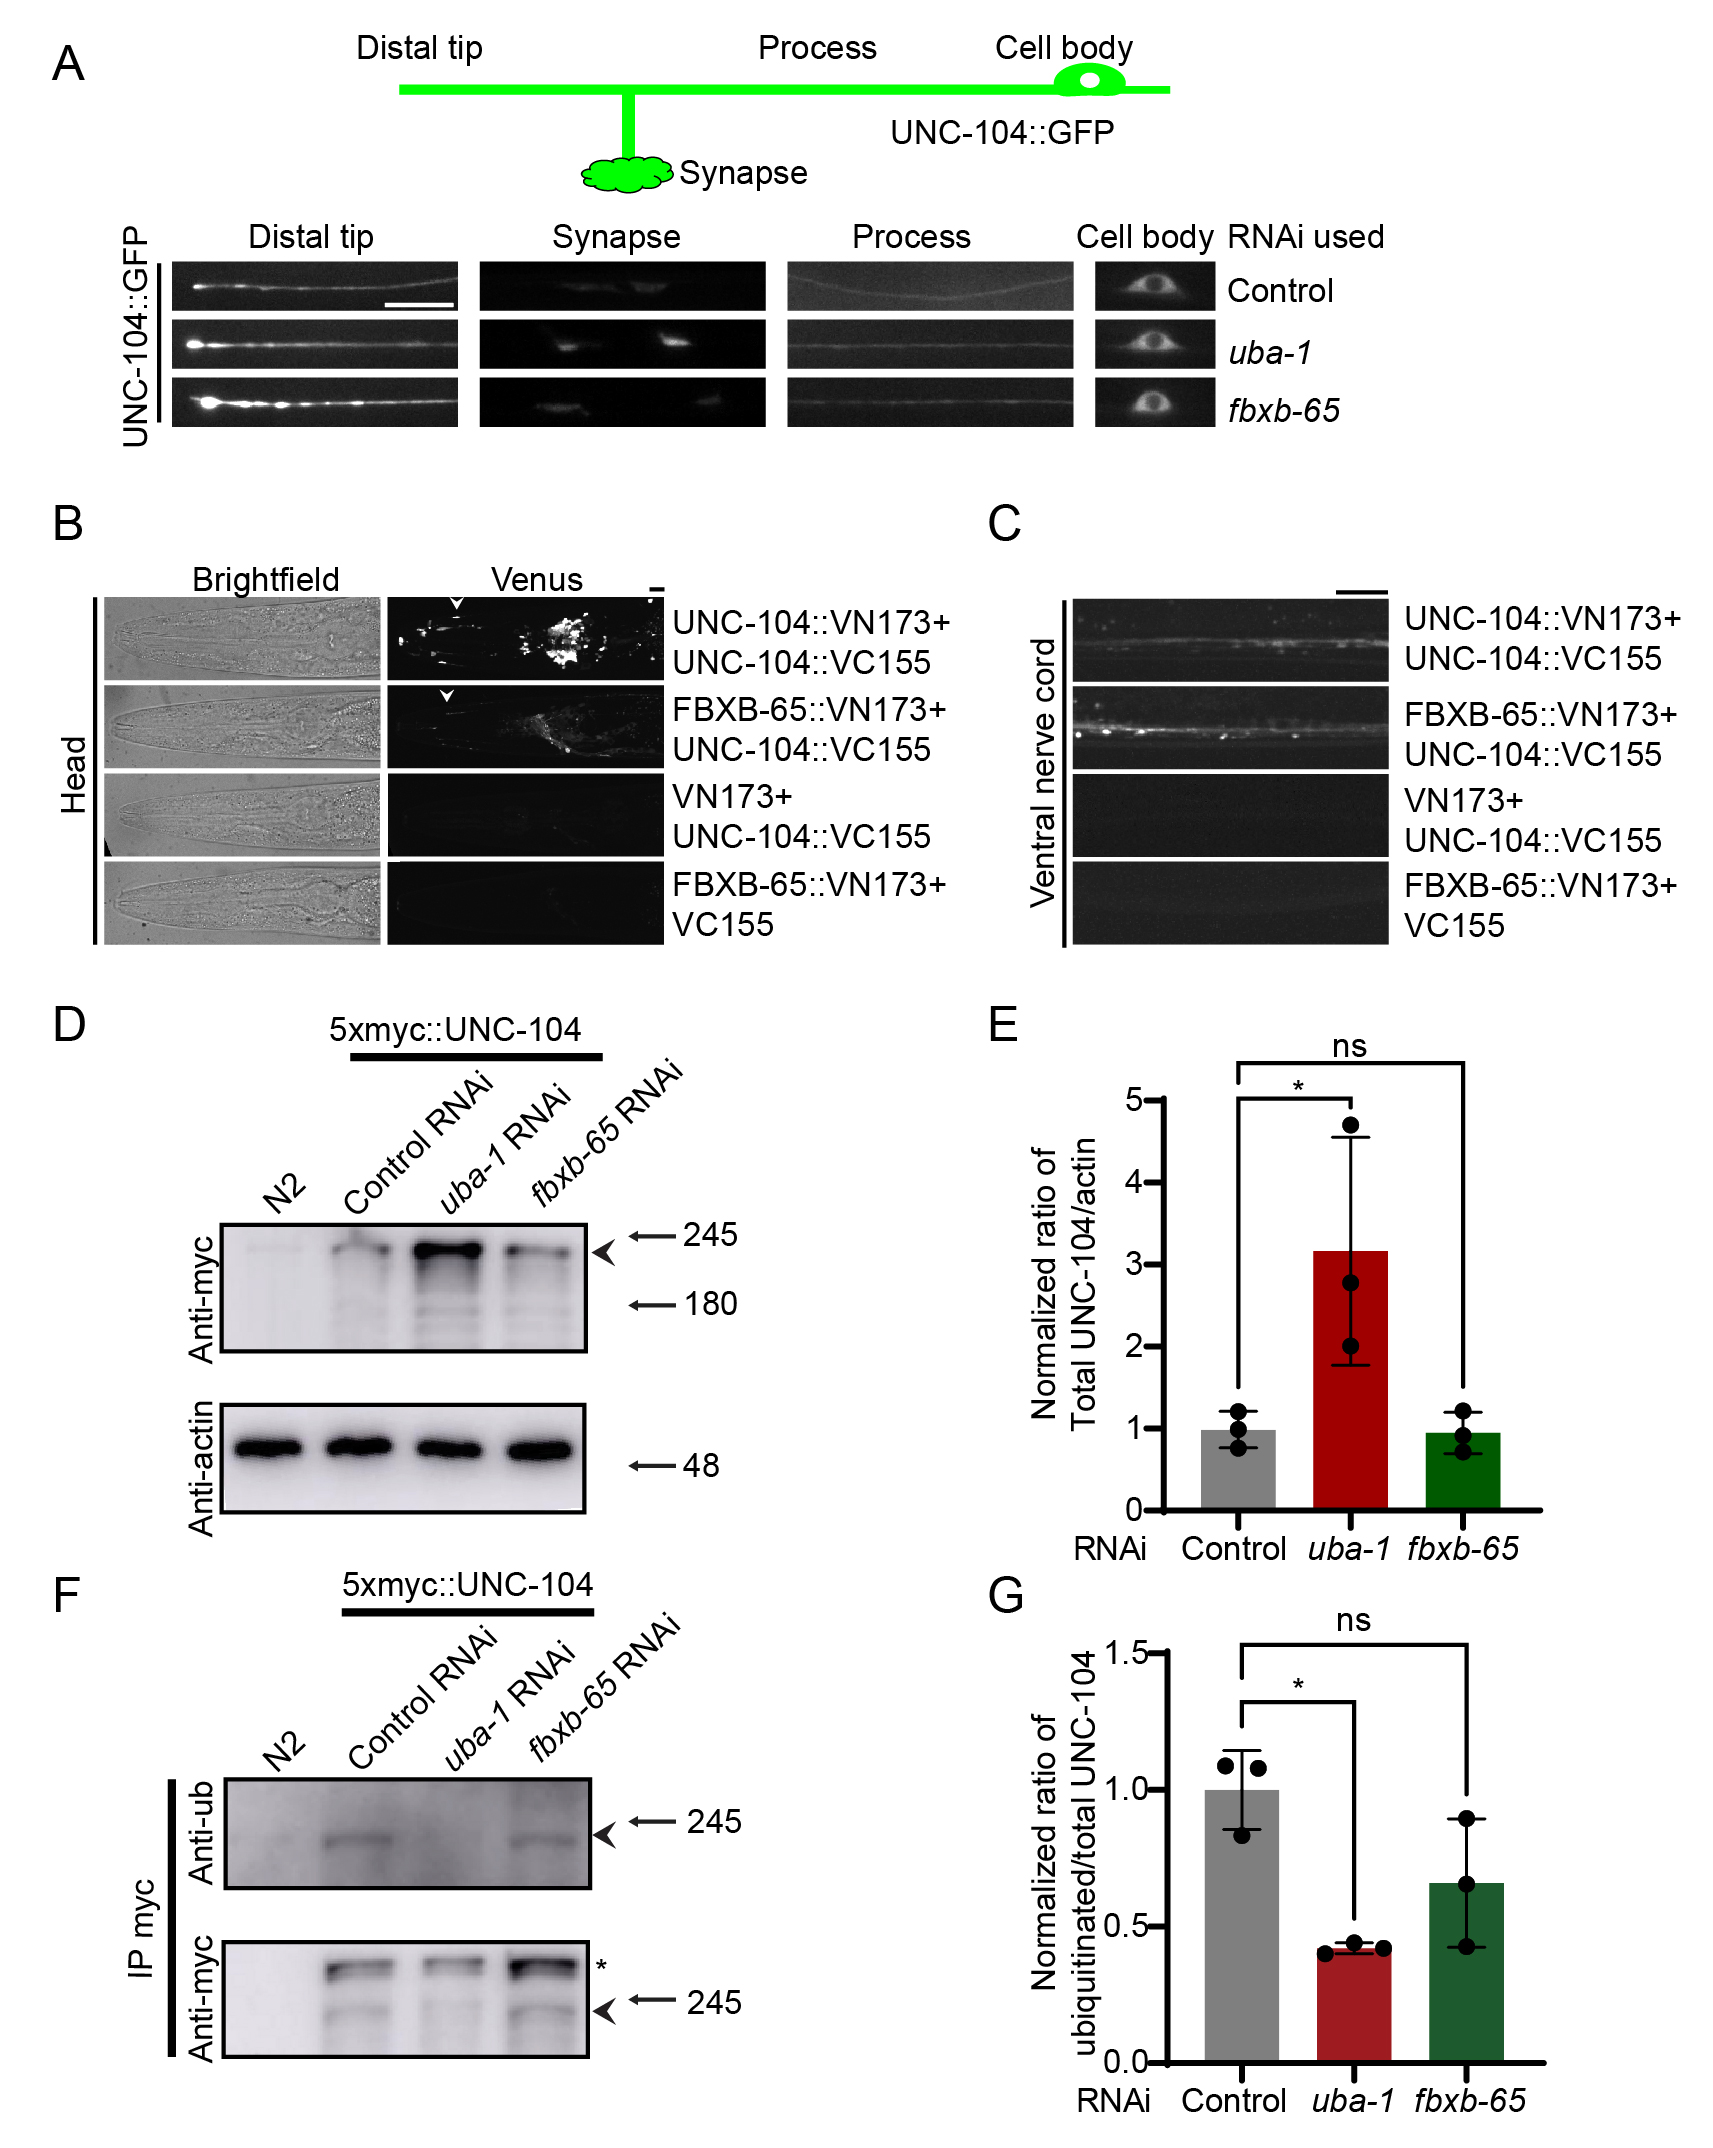 A
Distal tip
Process
Cell body
UNC-104::GFP
Synapse
Distal tip
Synapse
Process
Cell body
RNAi used
UNC-104::GFP
Control
uba-1
fbxb-65
B
Brightfield
Venus
Head
UNC-104::VN173+
UNC-104::VC155
FBXB-65::VN173+
UNC-104::VC155
VN173+
UNC-104::VC155
FBXB-65::VN173+
VC155
C
Ventral nerve cord
UNC-104::VN173+
UNC-104::VC155
FBXB-65::VN173+
UNC-104::VC155
VN173+
UNC-104::VC155
FBXB-65::VN173+
VC155
D
5xmyc::UNC-104
N2
Control RNAi
uba-1 RNAi
fbxb-65 RNAi
Anti-myc
245
180
Anti-actin
48
E
ns
*
Normalized ratio of
Total UNC-104/actin
5
4
3
2
1
0
RNAi
Control
uba-1
fbxb-65
F
5xmyc::UNC-104
N2
Control RNAi
uba-1 RNAi
fbxb-65 RNAi
IP myc
Anti-ub
245
Anti-myc
*
245
G
ns
*
Normalized ratio of
ubiquitinated/total UNC-104
1.5
1.0
0.5
0.0
RNAi
Control
uba-1
fbxb-65